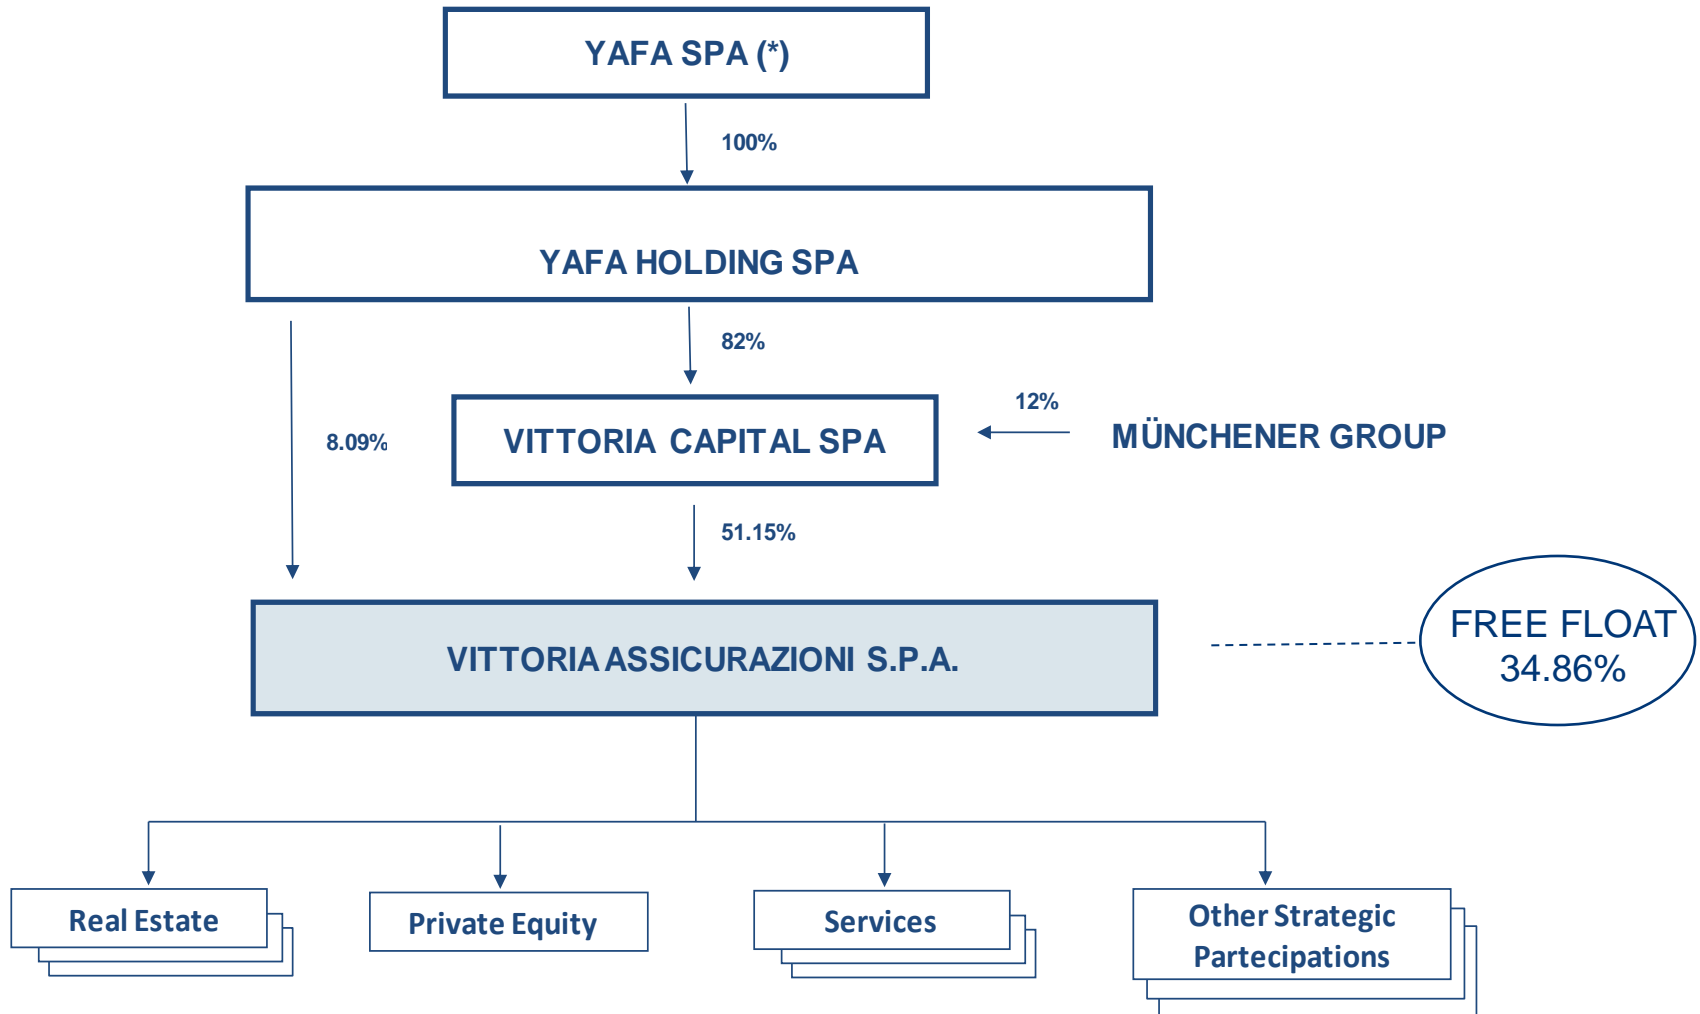 YAFA SPA (*)
100%
YAFA HOLDING SPA
82%
8.09%
VITTORIA CAPITAL SPA
12%
MÜNCHENER GROUP
51.15%
VITTORIA ASSICURAZIONI S.P.A.
FREE FLOAT
34.86%
Real Estate
Private Equity
Services
Other Strategic
Partecipations